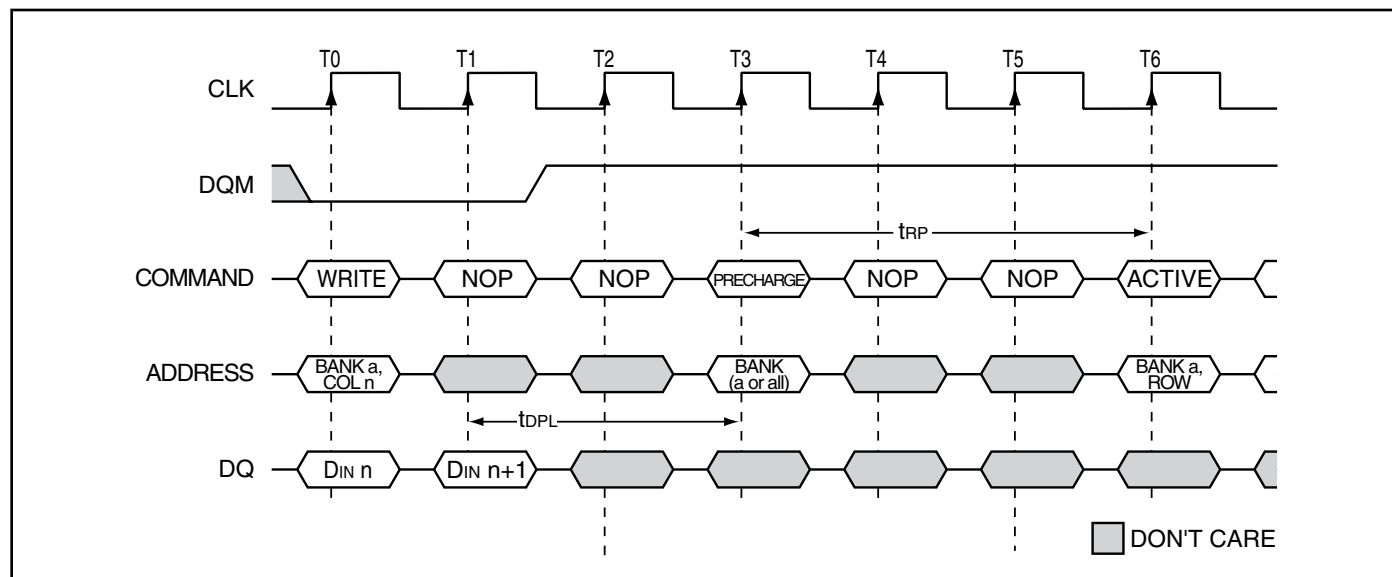 T0 T1 T2 T3 T4 T5 T6
CLK
DQM
tRP
COMMAND WRITE NOP NOP PRECHARGE NOP NOP ACTIVE
ADDRESS
BANK a,
COL n
BANK
(a or all)
BANK a,
ROW
tDPL
DQ DIN n DIN n+1
DON'T CARE